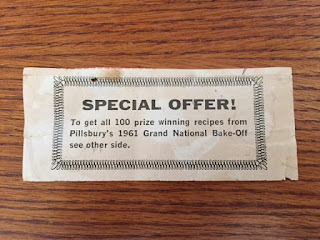 SPECIAL OFFER!
To get all 100 prize winning recipes from
Pillsbury's 1961 Grand National Bake-Off
see other side.